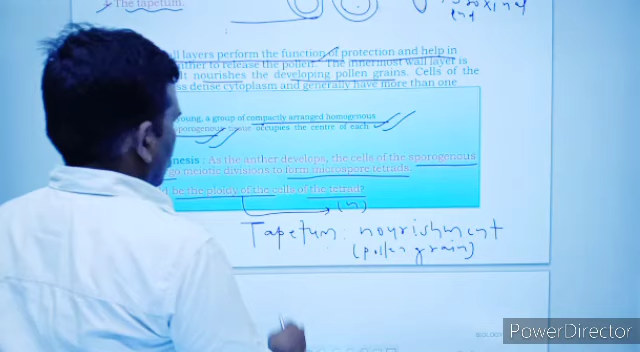 The tapetum.
all layers perform the function of protection and help in
anther to release the pollen. The innermost wall layer is
It nourishes the developing pollen grains. Cells of the
ss dense cytoplasm and generally have more than one
young, a group of compactly arranged homogenous
sporogenous tissue occupies the centre of each
nesis : As the anther develops, the cells of the sporogenous
go meiotic divisions to form microspore tetrads.
be the ploidy of the cells of the tetrad?
(n)
Tapetum: nourishment
(pollen grain)
BIOLOGY
PowerDirector